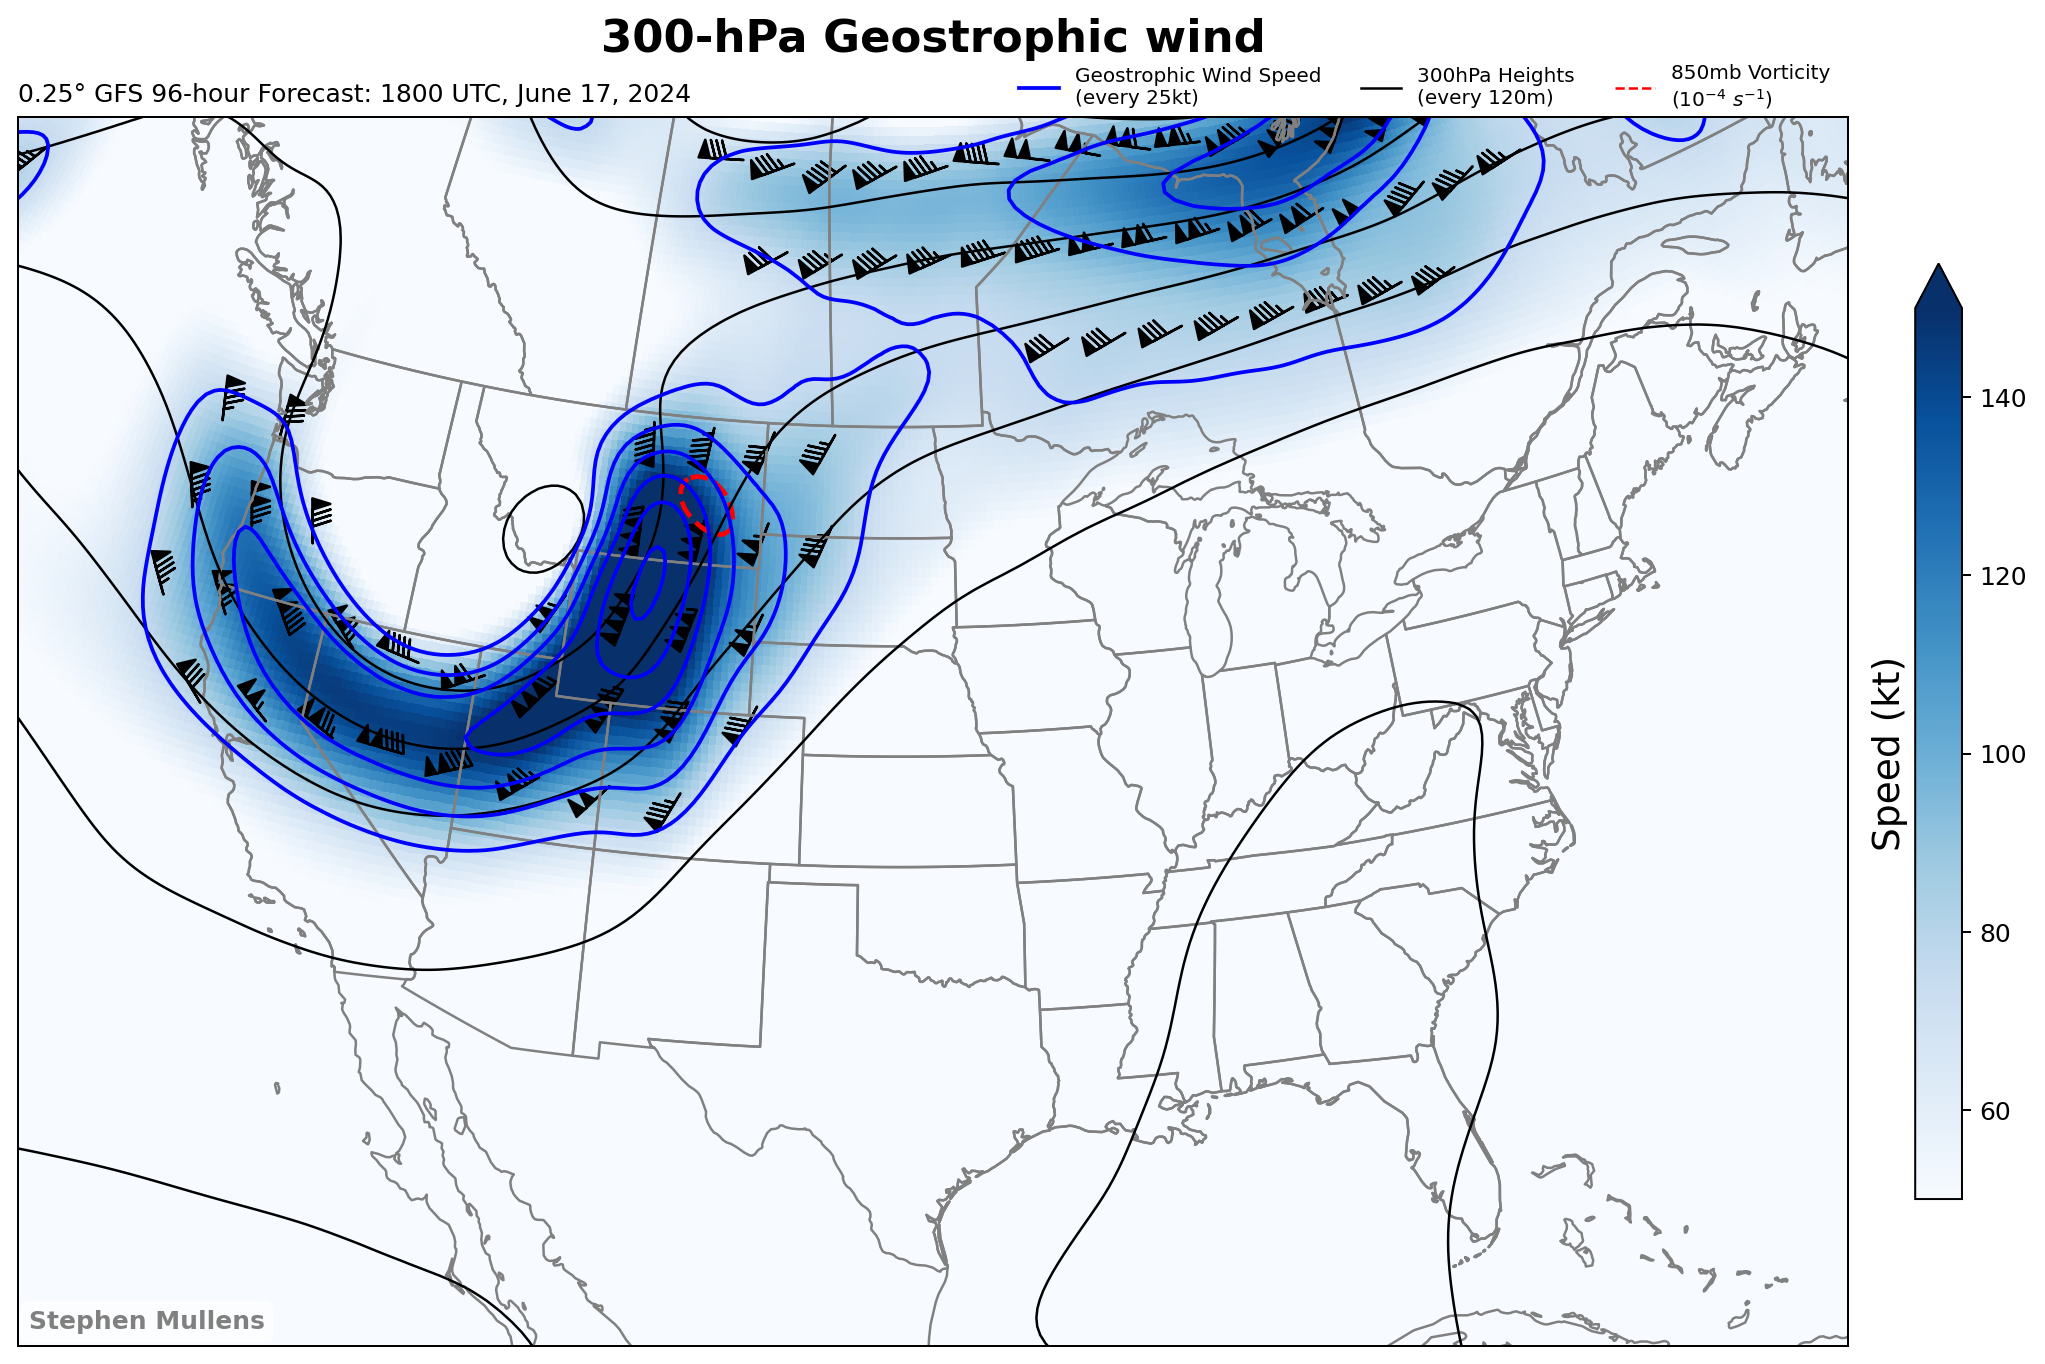 300-hPa Geostrophic wind
0.25° GFS 96-hour Forecast: 1800 UTC, June 17, 2024
Geostrophic Wind Speed
(every 25kt)
300hPa Heights
(every 120m)
850mb Vorticity
(10⁻⁴ s⁻¹)
140
120
100
80
60
Speed (kt)
Stephen Mullens